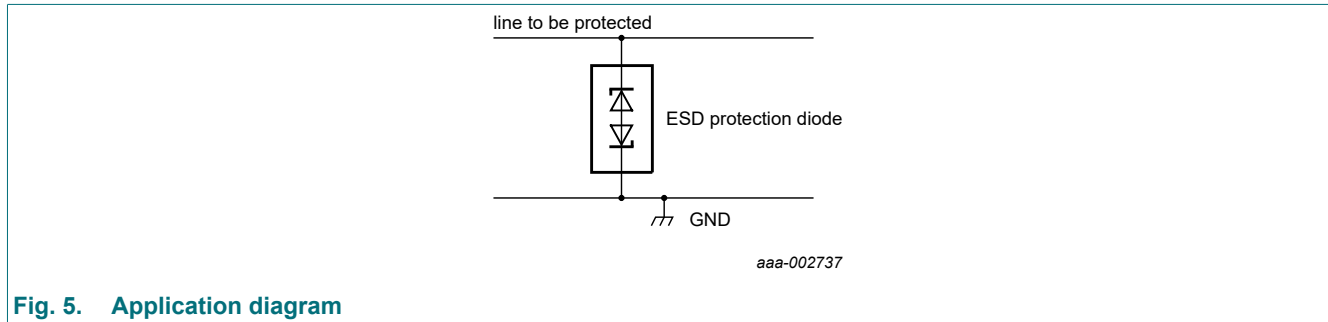 line to be protected
ESD protection diode
GND
aaa-002737
Fig. 5. Application diagram